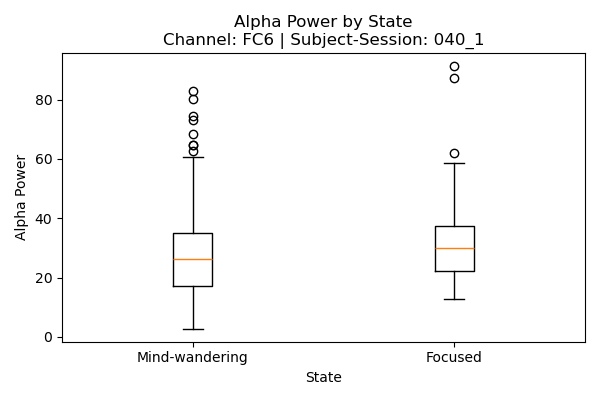 Alpha Power by State
Channel: FC6 | Subject-Session: 040_1
Alpha Power
80
60
40
20
0
Mind-wandering
Focused
State